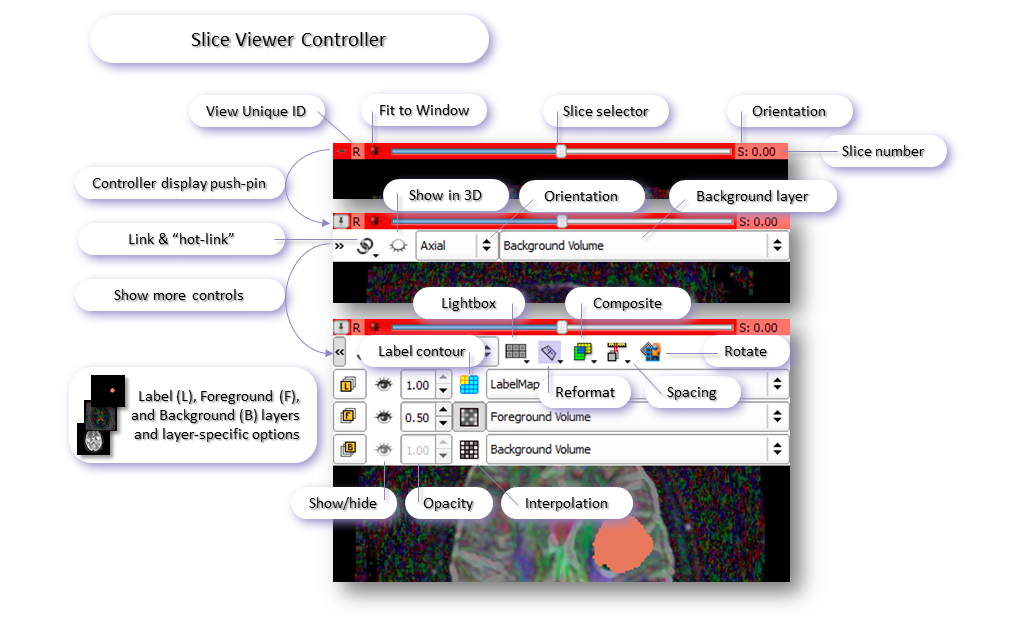 Slice Viewer Controller
View Unique ID
Fit to Window
Slice selector
Orientation
R
S: 0.00
Slice number
Controller display push-pin
Show in 3D
Orientation
Background layer
R
S: 0.00
Link & “hot-link”
Axial
Background Volume
Show more controls
Lightbox
Composite
R
S: 0.00
Label contour
Rotate
L
1.00
LabelMap
Reformat
Spacing
Label (L), Foreground (F),
and Background (B) layers
and layer-specific options
F
0.50
Foreground Volume
B
1.00
Background Volume
Show/hide
Opacity
Interpolation